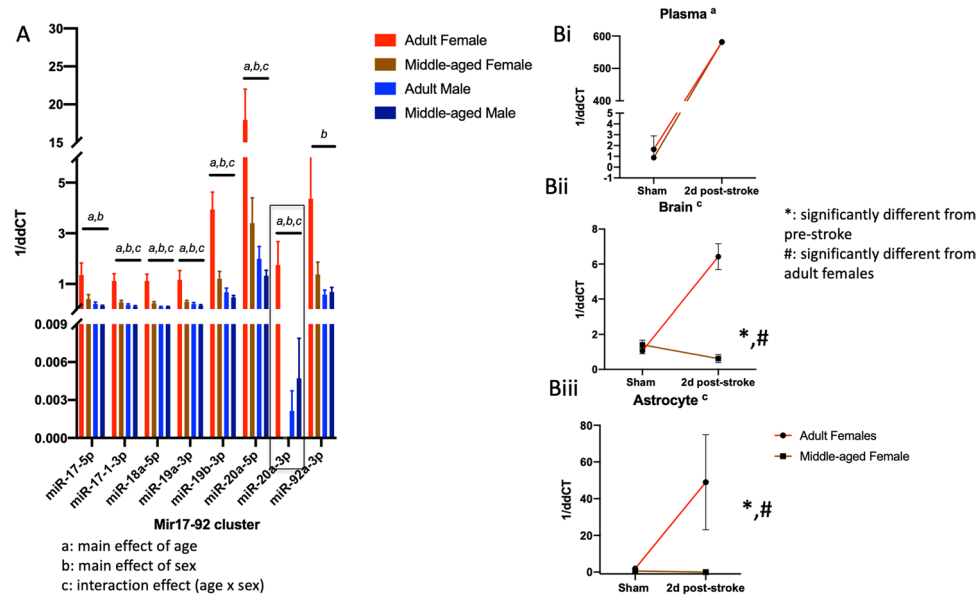 A
1/ddCT
30
25
20
15
5
3
1
0.009
0.006
0.003
0.000
a,b
a,b,c
a,b,c
a,b,c
a,b,c
a,b,c
a,b,c
b
miR-17-5p
miR-17-1-3p
miR-18a-5p
miR-19a-3p
miR-19b-3p
miR-20a-5p
miR-20a-3p
miR-92a-3p
Mir17-92 cluster
Adult Female
Middle-aged Female
Adult Male
Middle-aged Male
a: main effect of age
b: main effect of sex
c: interaction effect (age x sex)
Bi
Plasma a
1/ddCT
600
500
400
5
4
3
2
1
0
-1
Sham
2d post-stroke
Bii
Brain c
1/ddCT
8
6
4
2
0
Sham
2d post-stroke
*,#
*: significantly different from
pre-stroke
#: significantly different from
adult females
Biii
Astrocyte c
1/ddCT
80
60
40
20
0
Sham
2d post-stroke
*,#
Adult Females
Middle-aged Female